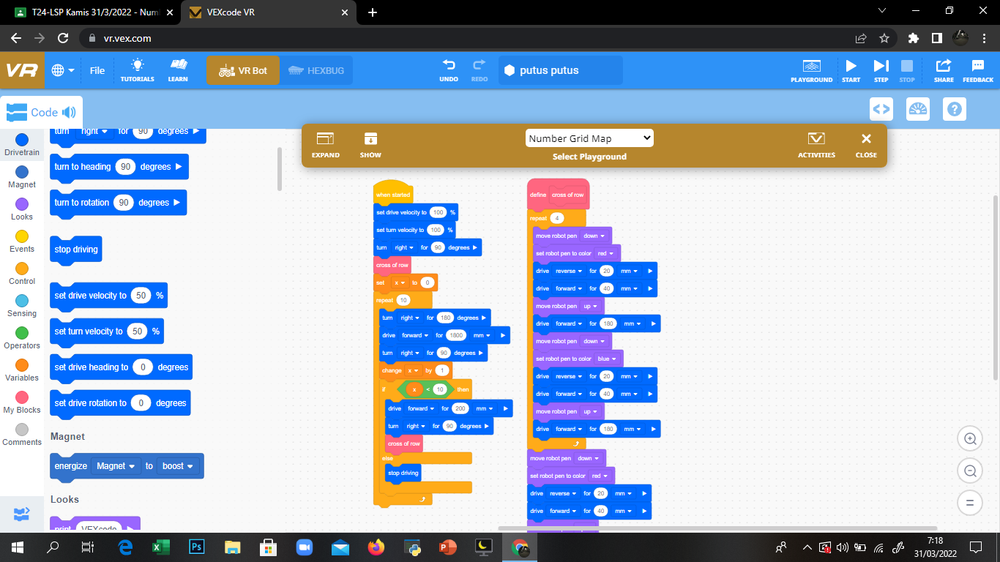 T24-LSP Kamis 31/3/2022 - Num
VEXcode VR
vr.vex.com
VR
File
TUTORIALS
LEARN
VR Bot
HEXBUG
UNDO
REDO
putus putus
PLAYGROUND
START
STEP
STOP
SHARE
FEEDBACK
Code
EXPAND
SHOW
Number Grid Map
Select Playground
ACTIVITIES
CLOSE
Drivetrain
Magnet
Looks
Events
Control
Sensing
Operators
Variables
My Blocks
Comments
turn right for 90 degrees
turn to heading 90 degrees
turn to rotation 90 degrees
stop driving
set drive velocity to 50 %
set turn velocity to 50 %
set drive heading to 0 degrees
set drive rotation to 0 degrees
Magnet
energize Magnet to boost
Looks
print VEXcode
when started
set drive velocity to 100 %
set turn velocity to 100 %
turn right for 90 degrees
cross of row
set x to 0
repeat 10
turn right for 180 degrees
drive forward for 1800 mm
turn right for 90 degrees
change x by 1
if x < 10 then
drive forward for 200 mm
turn right for 90 degrees
cross of row
else
stop driving
define cross of row
repeat 4
move robot pen down
set robot pen to color red
drive reverse for 20 mm
drive forward for 40 mm
move robot pen up
drive forward for 180 mm
move robot pen down
set robot pen to color blue
drive reverse for 20 mm
drive forward for 40 mm
move robot pen up
drive forward for 180 mm
move robot pen down
set robot pen to color red
drive reverse for 20 mm
drive forward for 40 mm
7:18
31/03/2022